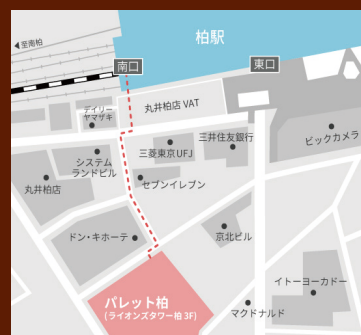 柏駅
至南柏
南口
東口
丸井柏店 VAT
デイリー
ヤマザキ
三菱東京UFJ
三井住友銀行
ビックカメラ
システム
ランドビル
丸井柏店
セブンイレブン
ドン・キホーテ
京北ビル
イトーヨーカドー
パレット柏
(ライオンズタワー柏 3F)
マクドナルド